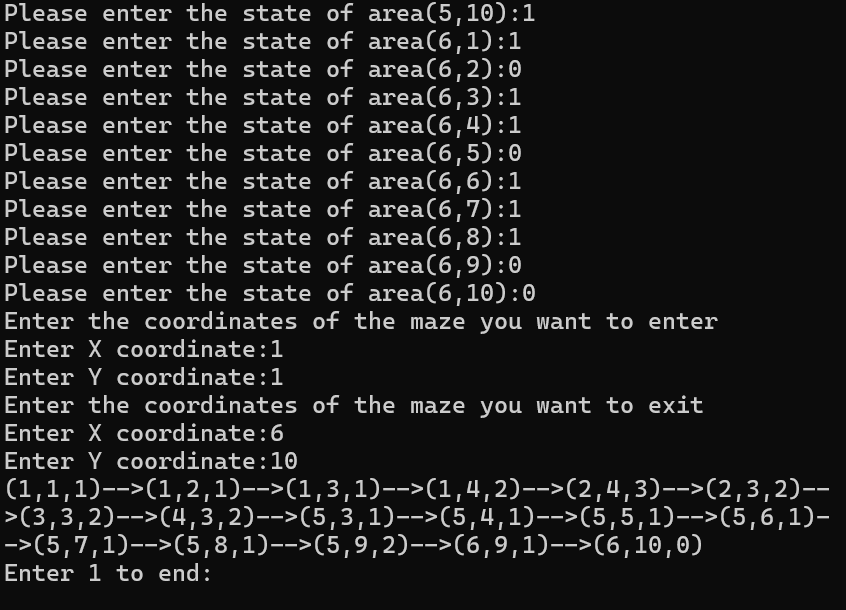 Please enter the state of area(5,10):1
Please enter the state of area(6,1):1
Please enter the state of area(6,2):0
Please enter the state of area(6,3):1
Please enter the state of area(6,4):1
Please enter the state of area(6,5):0
Please enter the state of area(6,6):1
Please enter the state of area(6,7):1
Please enter the state of area(6,8):1
Please enter the state of area(6,9):0
Please enter the state of area(6,10):0
Enter the coordinates of the maze you want to enter
Enter X coordinate:1
Enter Y coordinate:1
Enter the coordinates of the maze you want to exit
Enter X coordinate:6
Enter Y coordinate:10
(1,1,1)-->(1,2,1)-->(1,3,1)-->(1,4,2)-->(2,4,3)-->(2,3,2)--
>(3,3,2)-->(4,3,2)-->(5,3,1)-->(5,4,1)-->(5,5,1)-->(5,6,1)-
->(5,7,1)-->(5,8,1)-->(5,9,2)-->(6,9,1)-->(6,10,0)
Enter 1 to end: